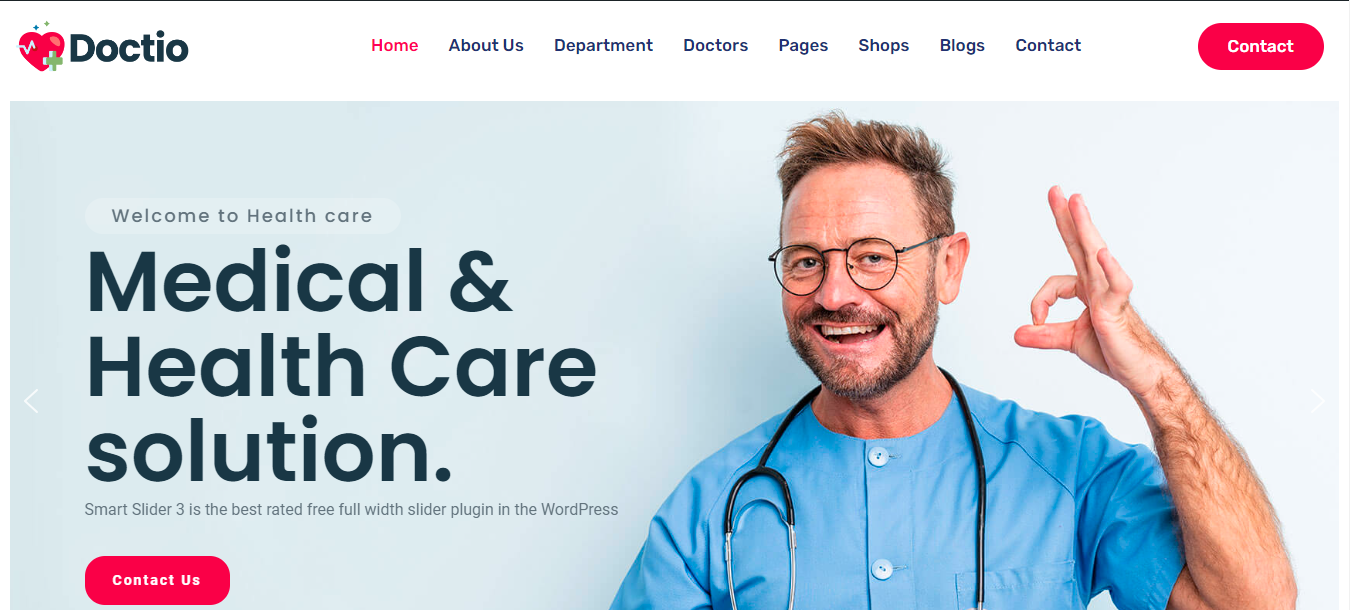 Doctio
Home About Us Department Doctors Pages Shops Blogs Contact
Contact
Welcome to Health care
Medical &
Health Care
solution.
Smart Slider 3 is the best rated free full width slider plugin in the WordPress
Contact Us